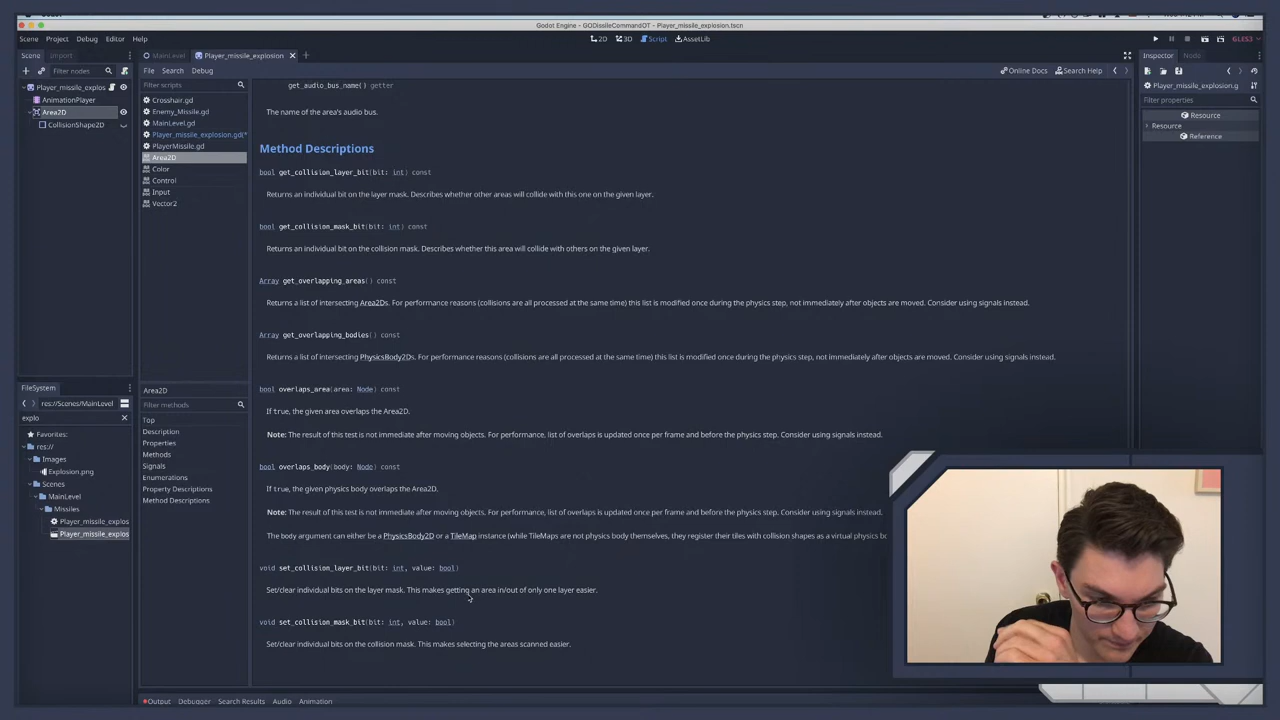 Godot Engine - GODissileCommandOT - Player_missile_explosion.tscn
Scene Project Debug Editor Help
2D 3D Script AssetLib
GLES3
Scene Import
MainLevel Player_missile_explosion
Inspector Node
Filter nodes
File Search Debug
Online Docs Search Help
Player_missile_explos
AnimationPlayer
Area2D
CollisionShape2D
Filter scripts
Crosshair.gd
Enemy_Missile.gd
MainLevel.gd
Player_missile_explosion.gd(*
PlayerMissile.gd
Area2D
Color
Control
Input
Vector2
get_audio_bus_name() getter
The name of the area's audio bus.
Method Descriptions
bool get_collision_layer_bit(bit: int) const
Returns an individual bit on the layer mask. Describes whether other areas will collide with this one on the given layer.
bool get_collision_mask_bit(bit: int) const
Returns an individual bit on the collision mask. Describes whether this area will collide with others on the given layer.
Array get_overlapping_areas() const
Returns a list of intersecting Area2Ds. For performance reasons (collisions are all processed at the same time) this list is modified once during the physics step, not immediately after objects are moved. Consider using signals instead.
Array get_overlapping_bodies() const
Returns a list of intersecting PhysicsBody2Ds. For performance reasons (collisions are all processed at the same time) this list is modified once during the physics step, not immediately after objects are moved. Consider using signals instead.
bool overlaps_area(area: Node) const
If true, the given area overlaps the Area2D.
Note: The result of this test is not immediate after moving objects. For performance, list of overlaps is updated once per frame and before the physics step. Consider using signals instead.
bool overlaps_body(body: Node) const
If true, the given physics body overlaps the Area2D.
Note: The result of this test is not immediate after moving objects. For performance, list of overlaps is updated once per frame and before the physics step. Consider using signals instead.
The body argument can either be a PhysicsBody2D or a TileMap instance (while TileMaps are not physics body themselves, they register their tiles with collision shapes as a virtual physics bo
void set_collision_layer_bit(bit: int, value: bool)
Set/clear individual bits on the layer mask. This makes getting an area in/out of only one layer easier.
void set_collision_mask_bit(bit: int, value: bool)
Set/clear individual bits on the collision mask. This makes selecting the areas scanned easier.
Player_missile_explosion.g
Filter properties
Resource
Resource
Reference
FileSystem
res://Scenes/MainLevel
explo
Favorites:
res://
Images
Explosion.png
Scenes
MainLevel
Missiles
Player_missile_explos
Player_missile_explos
Area2D
Filter methods
Top
Description
Properties
Methods
Signals
Enumerations
Property Descriptions
Method Descriptions
Output Debugger Search Results Audio Animation